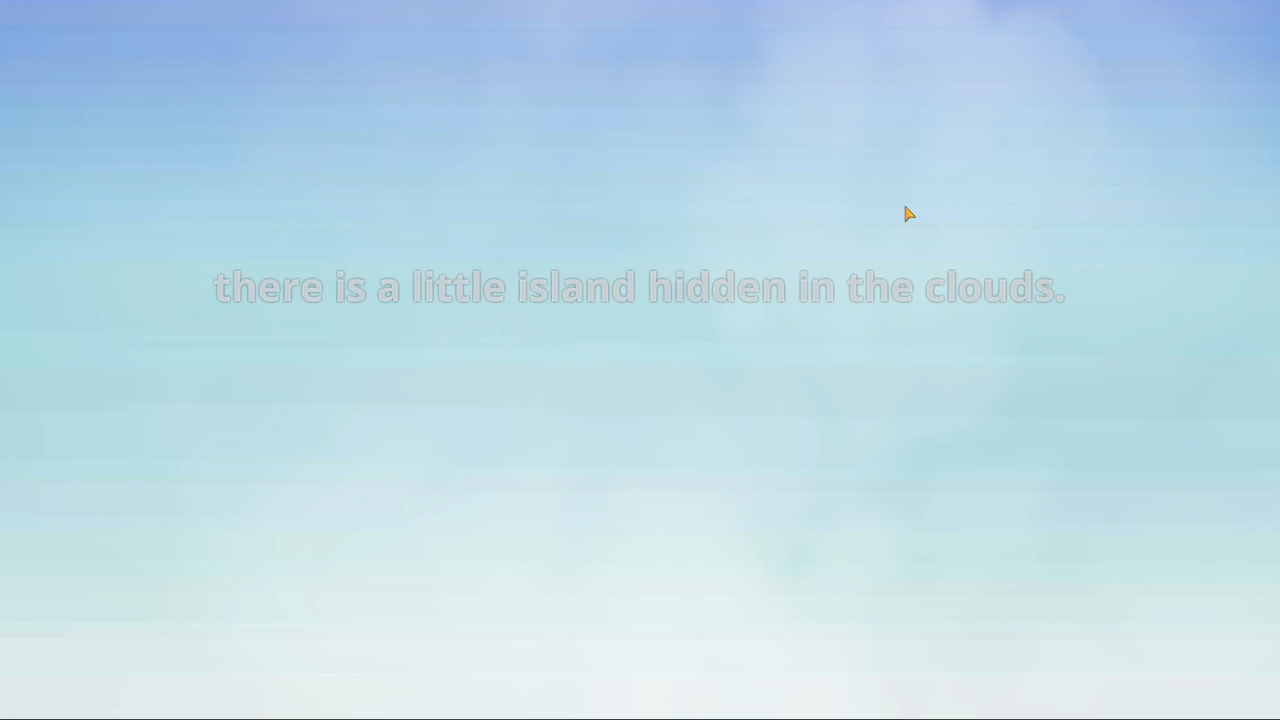 there is a little island hidden in the clouds.